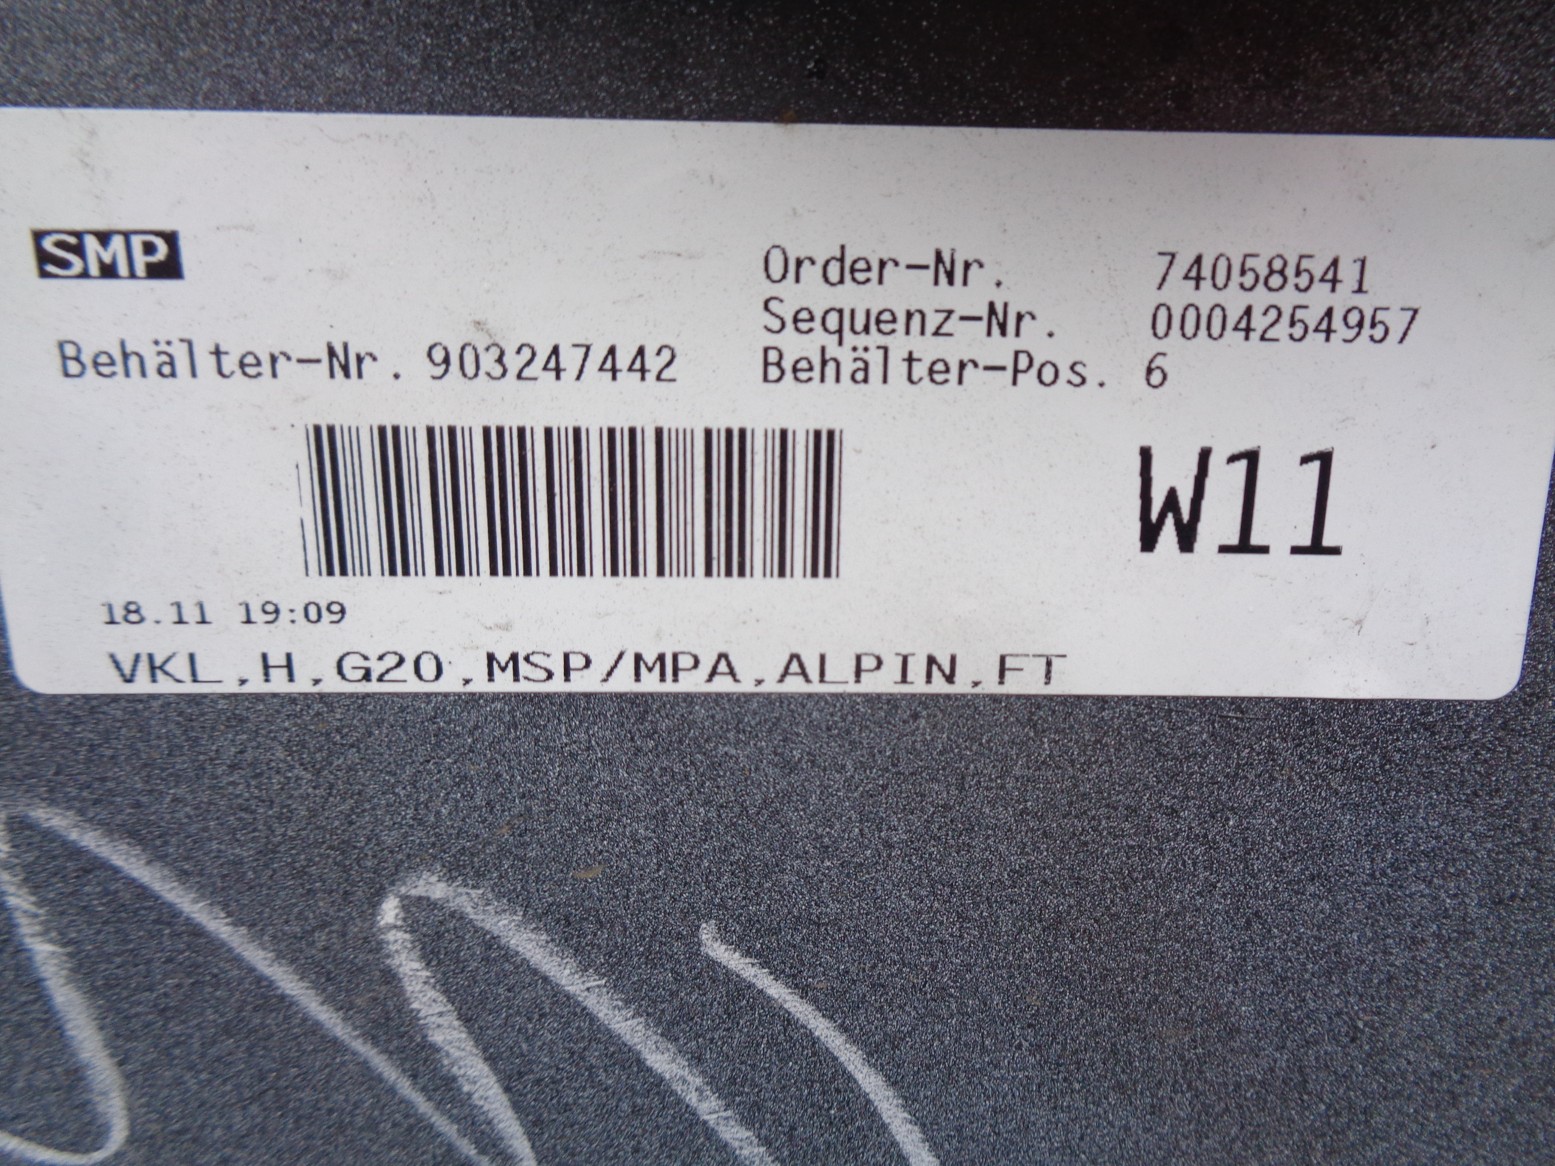 SMP
Order-Nr. 74058541
Sequenz-Nr. 0004254957
Behälter-Nr. 903247442 Behälter-Pos. 6
W11
18.11 19:09
VKL,H,G20,MSP/MPA,ALPIN,FT